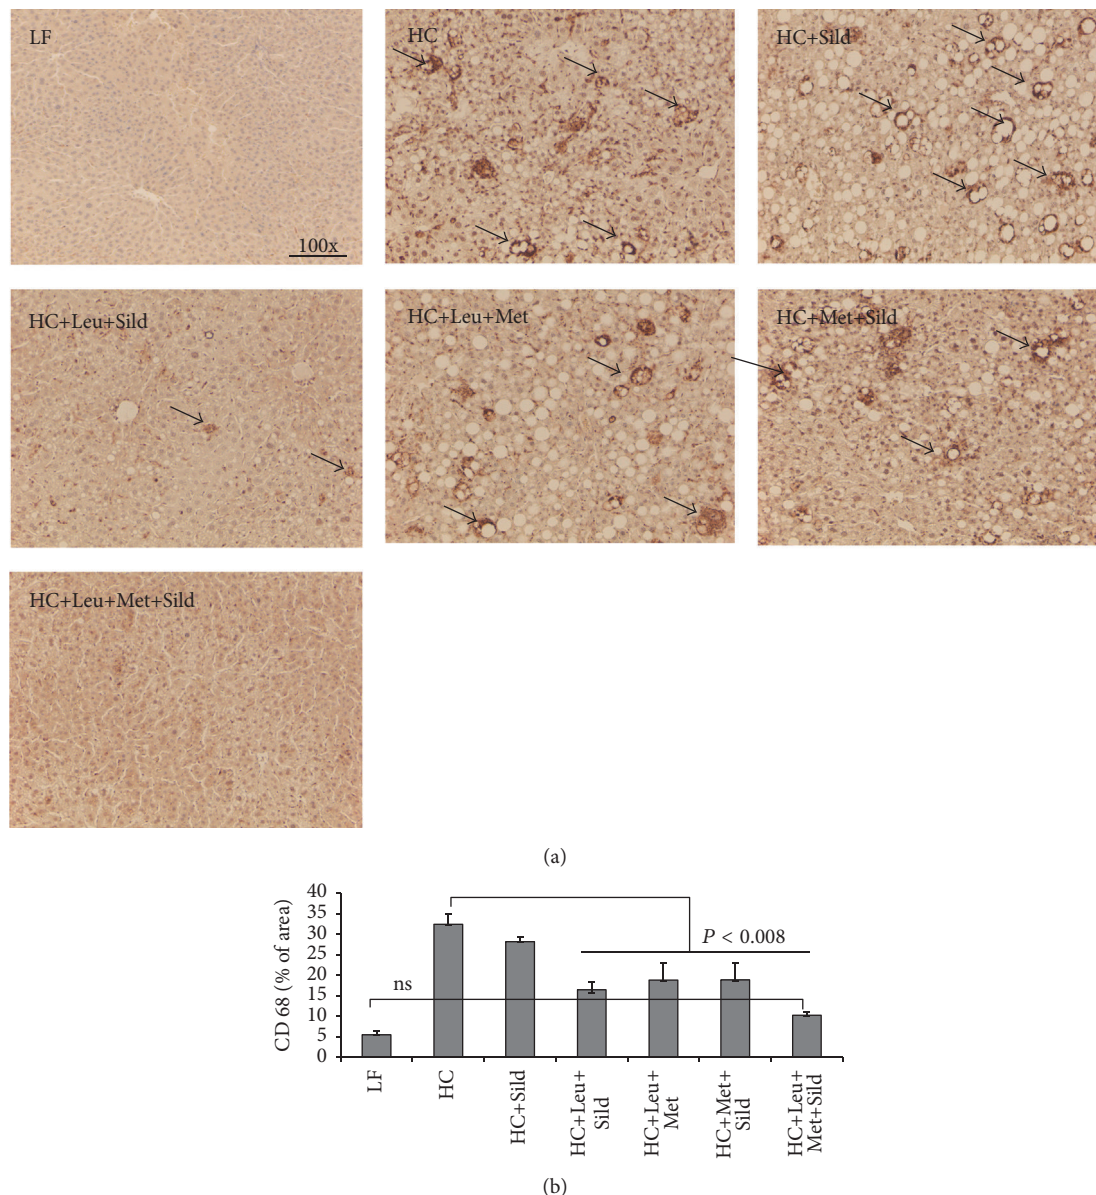 LF
HC
HC+Sild
100x
HC+Leu+Sild
HC+Leu+Met
HC+Met+Sild
HC+Leu+Met+Sild
(a)
CD 68 (% of area)
40
35
30
25
20
15
10
5
0
ns
P < 0.008
LF
HC
HC+Sild
HC+Leu+
Sild
HC+Leu+
Met
HC+Met+
Sild
HC+Leu+
Met+Sild
(b)